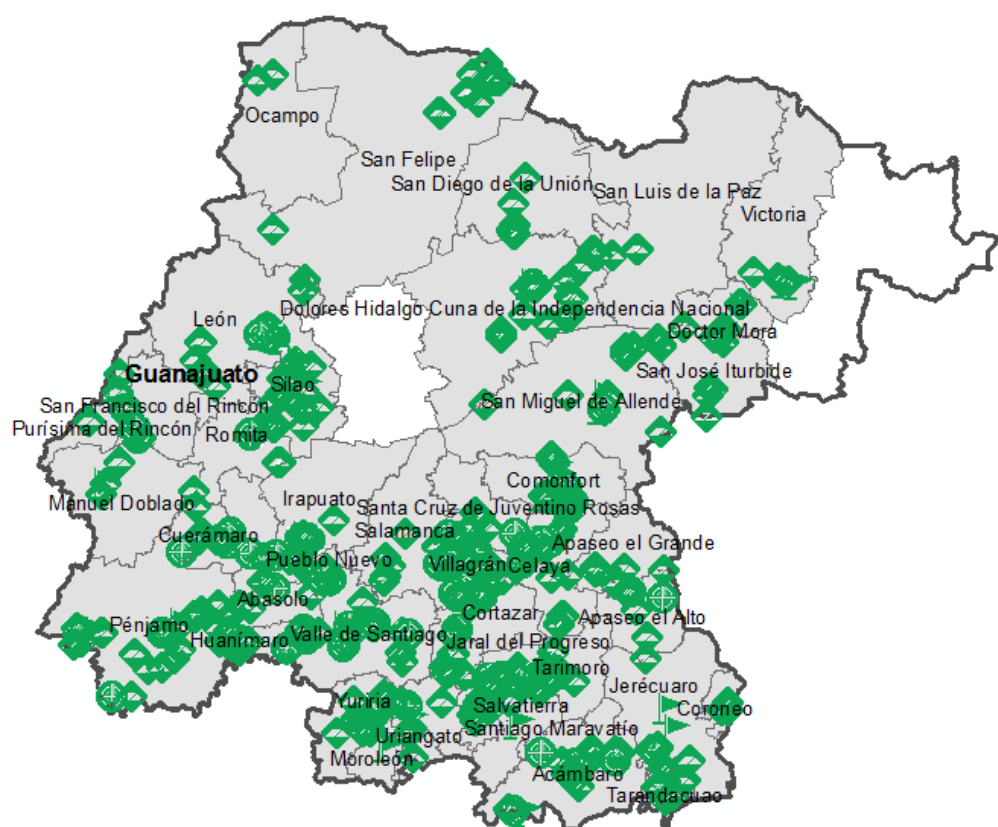 Ocampo
San Felipe
San Diego de la Unión
San Luis de la Paz
Victoria
Dolores Hidalgo Cuna de la Independencia Nacional
León
Doctor Mora
Guanajuato
Silao
San José Iturbide
San Francisco del Rincón
San Miguel de Allende
Purísima del Rincón
Romita
Comonfort
Manuel Doblado
Irapuato
Santa Cruz de Juventino Rosas
Salamanca
Cuerámaro
Apaseo el Grande
Pueblo Nuevo
Villagrán
Celaya
Abasolo
Cortazar
Apaseo el Alto
Pénjamo
Huanímaro
Valle de Santiago
Jaral del Progreso
Tarimoro
Jerécuaro
Yuriria
Salvatierra
Coroneo
Santiago Maravatío
Uriangato
Moroleón
Acámbaro
Tarandacuao